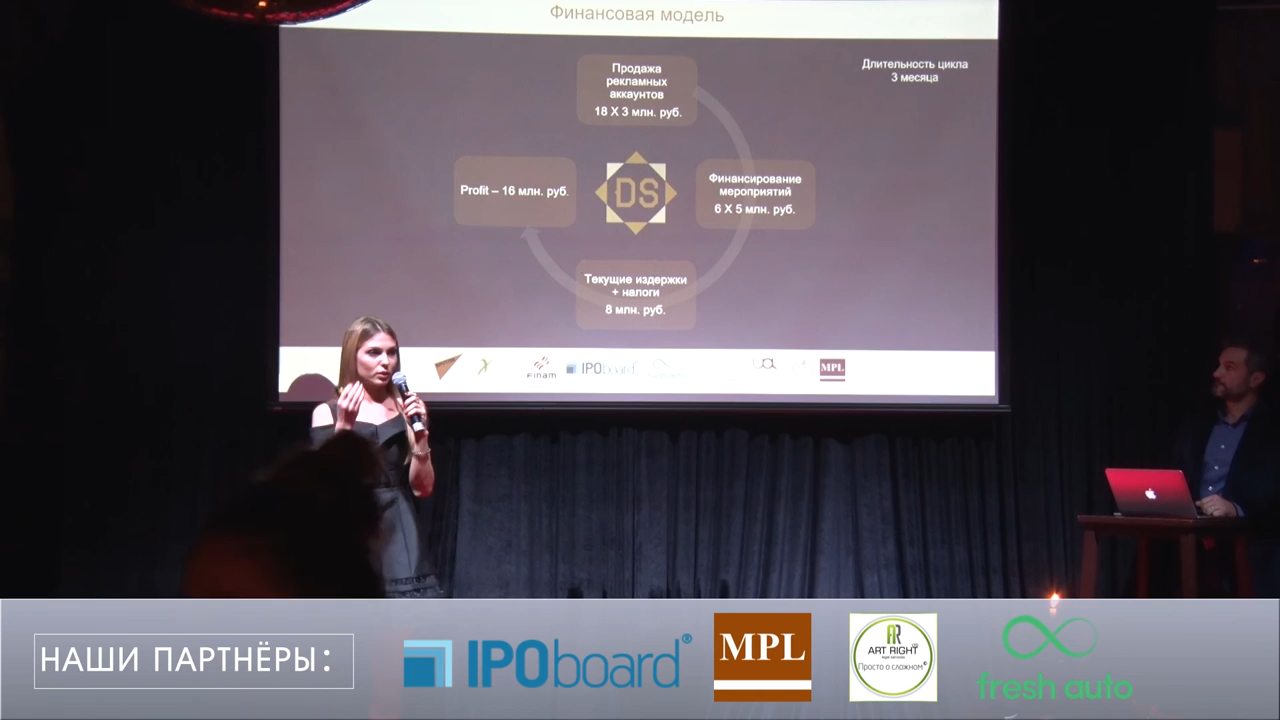 Финансовая модель
Длительность цикла
3 месяца
Продажа
рекламных
аккаунтов
18 X 3 млн. руб.
Profit – 16 млн. руб.
DS
Финансирование
мероприятий
6 X 5 млн. руб.
Текущие издержки
+ налоги
8 млн. руб.
FINAM
IPOboard
MPL
НАШИ ПАРТНЁРЫ:
IPOboard®
MPL
AR
ART RIGHT
Просто о сложном©
fresh auto